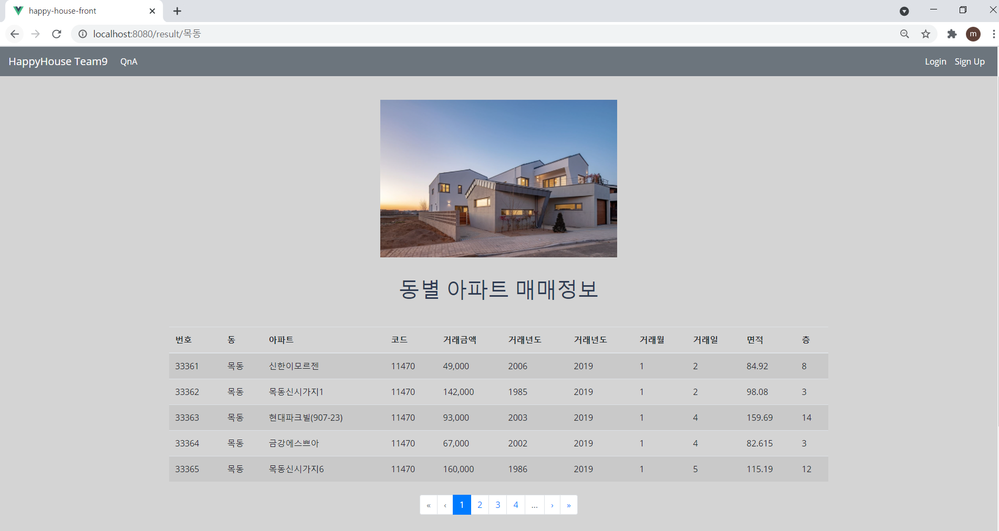 happy-house-front
localhost:8080/result/목동
m
HappyHouse Team9 QnA Login Sign Up
동별 아파트 매매정보
번호 동 아파트 코드 거래금액 거래년도 거래년도 거래월 거래일 면적 층
33361 목동 신한이모르젠 11470 49,000 2006 2019 1 2 84.92 8
33362 목동 목동신시가지1 11470 142,000 1985 2019 1 2 98.08 3
33363 목동 현대파크빌(907-23) 11470 93,000 2003 2019 1 4 159.69 14
33364 목동 금강에스쁘아 11470 67,000 2002 2019 1 4 82.615 3
33365 목동 목동신시가지6 11470 160,000 1986 2019 1 5 115.19 12
« ‹ 1 2 3 4 ... › »